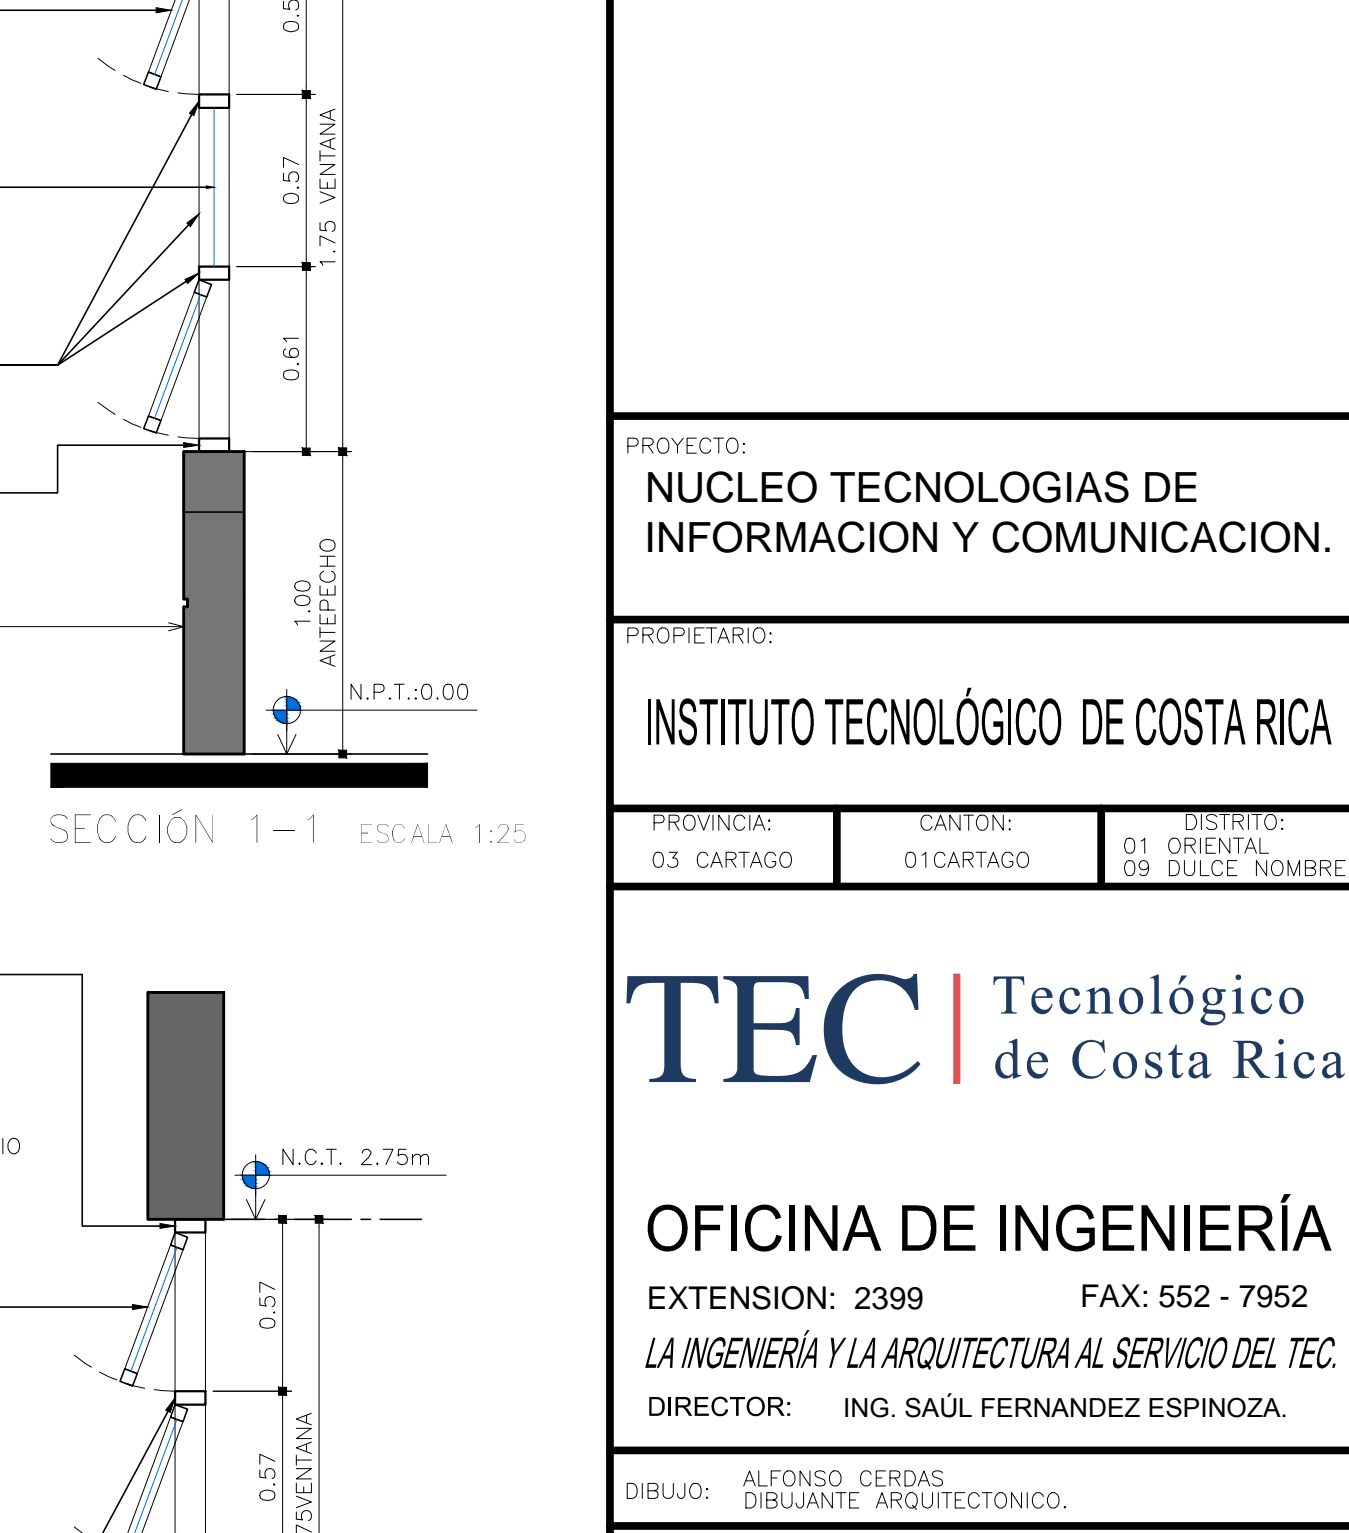 0.57
1.75 VENTANA
0.61
1.00
ANTEPECHO
N.P.T.:0.00
SECCIÓN 1-1 ESCALA 1:25
N.C.T. 2.75m
0.57
0.57
PROYECTO:
NUCLEO TECNOLOGIAS DE
INFORMACION Y COMUNICACION.
PROPIETARIO:
INSTITUTO TECNOLÓGICO DE COSTA RICA
PROVINCIA:
03 CARTAGO
CANTON:
01CARTAGO
DISTRITO:
01 ORIENTAL
09 DULCE NOMBRE
TEC
Tecnológico
de Costa Rica
OFICINA DE INGENIERÍA
EXTENSION: 2399 FAX: 552 - 7952
LA INGENIERÍA Y LA ARQUITECTURA AL SERVICIO DEL TEC.
DIRECTOR: ING. SAÚL FERNANDEZ ESPINOZA.
DIBUJO: ALFONSO CERDAS
DIBUJANTE ARQUITECTONICO.